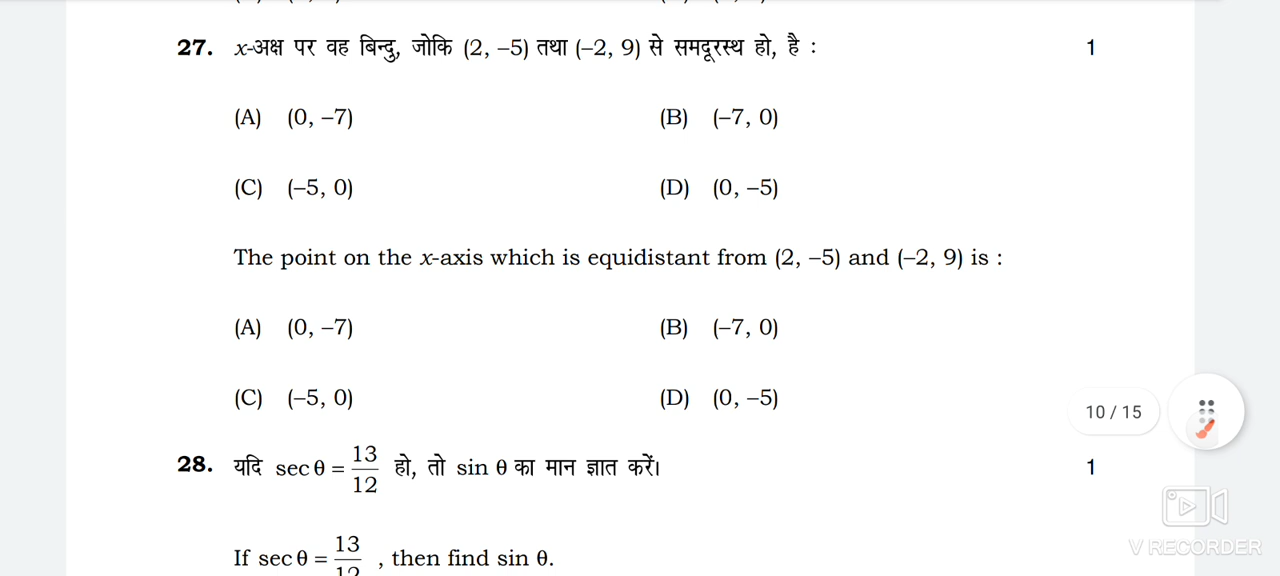 27. x-अक्ष पर वह बिन्दु, जोकि (2, –5) तथा (–2, 9) से समदूरस्थ हो, है : 1
(A) (0, –7) (B) (–7, 0)
(C) (–5, 0) (D) (0, –5)
The point on the x-axis which is equidistant from (2, –5) and (–2, 9) is :
(A) (0, –7) (B) (–7, 0)
(C) (–5, 0) (D) (0, –5)
10 / 15
28. यदि sec θ = 13/12 हो, तो sin θ का मान ज्ञात करें। 1
V RECORDER
If sec θ = 13/12 , then find sin θ.